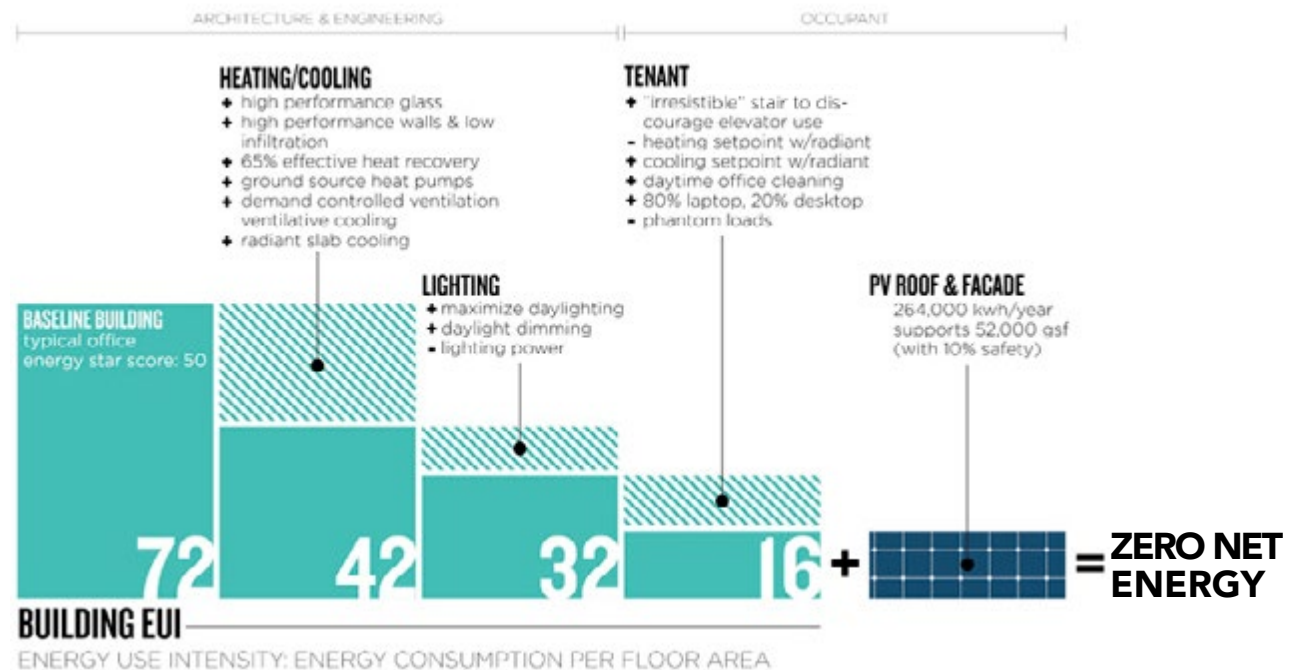 ARCHITECTURE & ENGINEERING
OCCUPANT
HEATING/COOLING
+ high performance glass
+ high performance walls & low
infiltration
+ 65% effective heat recovery
+ ground source heat pumps
+ demand controlled ventilation
ventilative cooling
+ radiant slab cooling
TENANT
+ "irresistible" stair to dis-
courage elevator use
- heating setpoint w/radiant
+ cooling setpoint w/radiant
+ daytime office cleaning
+ 80% laptop, 20% desktop
- phantom loads
LIGHTING
+ maximize daylighting
+ daylight dimming
- lighting power
PV ROOF & FACADE
264,000 kwh/year
supports 52,000 gsf
(with 10% safety)
BASELINE BUILDING
typical office
energy star score: 50
72
42
32
16
+
= ZERO NET
ENERGY
BUILDING EUI
ENERGY USE INTENSITY: ENERGY CONSUMPTION PER FLOOR AREA